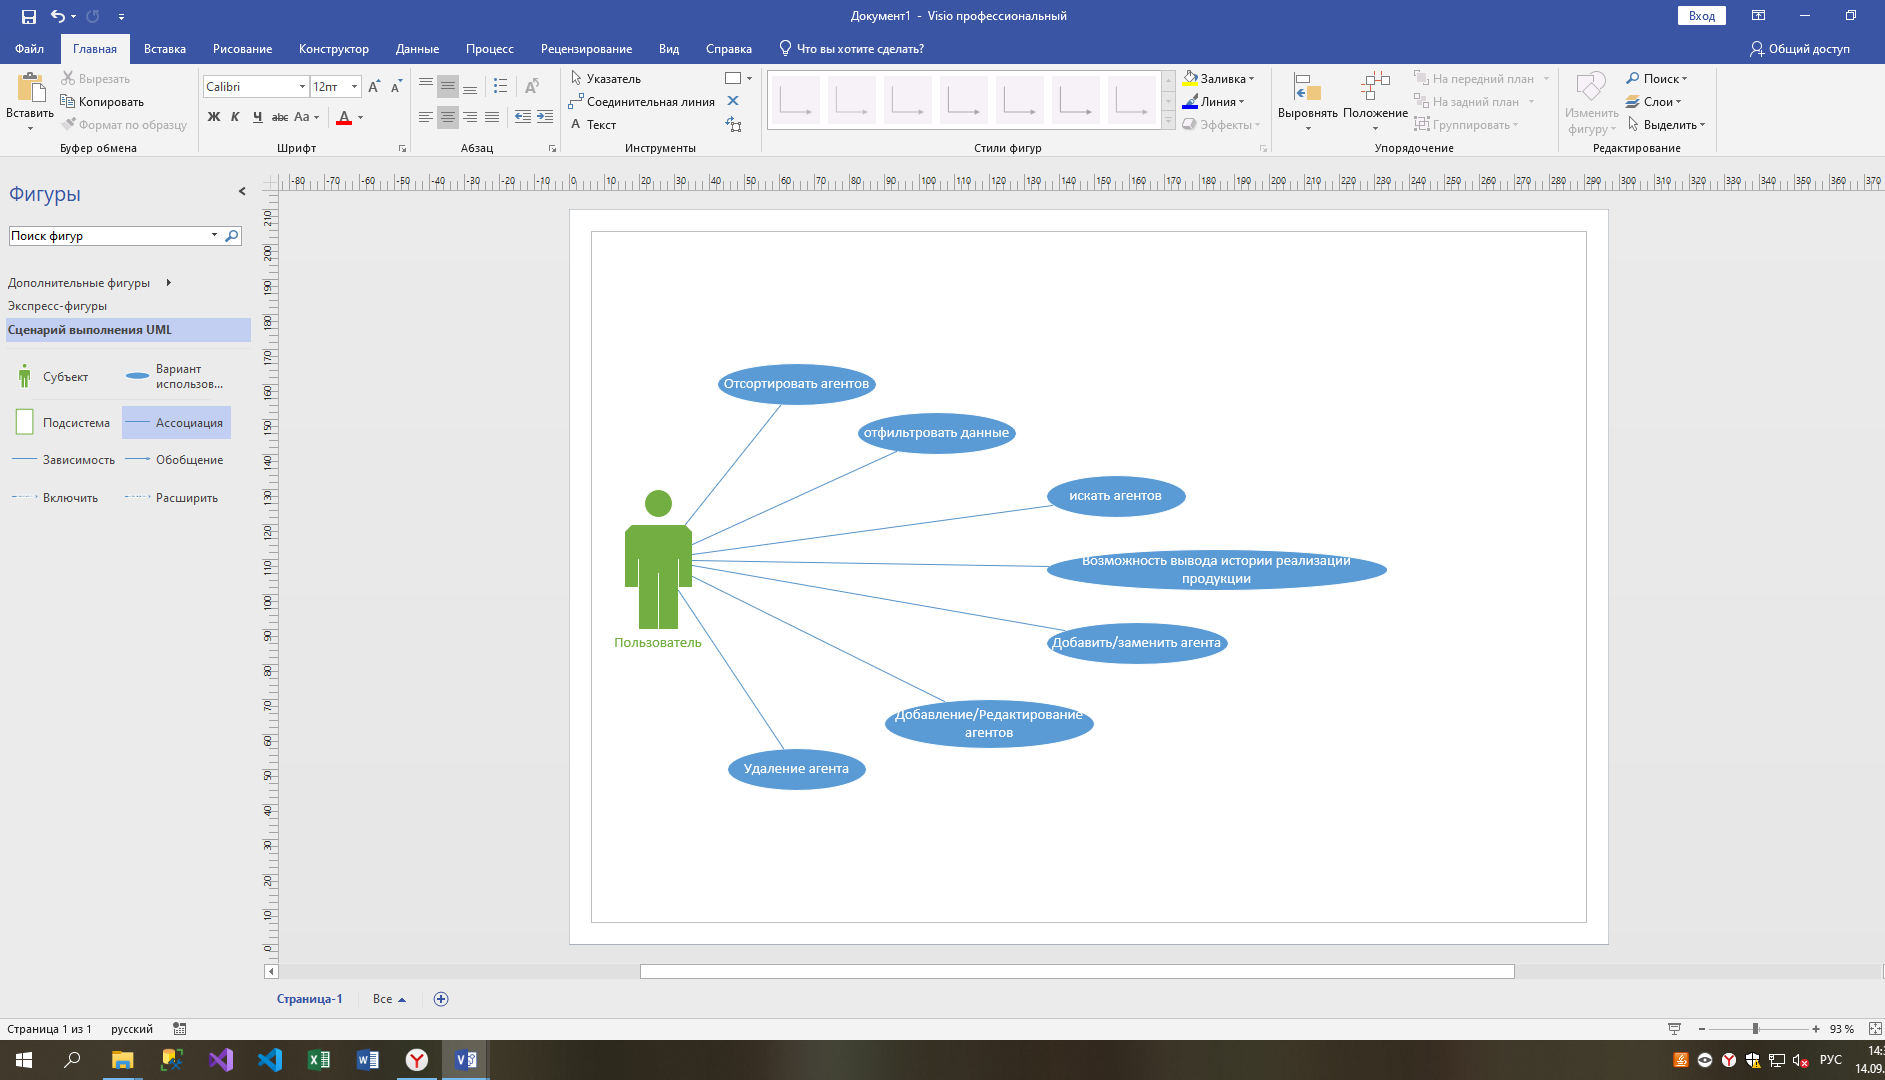 Документ1 - Visio профессиональный
Вход
Файл Главная Вставка Рисование Конструктор Данные Процесс Рецензирование Вид Справка Что вы хотите сделать? Общий доступ
Вставить
Вырезать
Копировать
Формат по образцу
Буфер обмена
Calibri 12пт
Ж К Ч abc Aa A
Шрифт
Абзац
Указатель
Соединительная линия
A Текст
Инструменты
Стили фигур
Заливка
Линия
Эффекты
Выровнять Положение
На передний план
На задний план
Группировать
Упорядочение
Изменить
фигуру
Поиск
Слои
Выделить
Редактирование
Фигуры
Поиск фигур
Дополнительные фигуры
Экспресс-фигуры
Сценарий выполнения UML
Субъект
Вариант
использов...
Подсистема Ассоциация
Зависимость Обобщение
Включить Расширить
-80 -70 -60 -50 -40 -30 -20 -10 0 10 20 30 40 50 60 70 80 90 100 110 120 130 140 150 160 170 180 190 200 210 220 230 240 250 260 270 280 290 300 310 320 330 340 350 360 370
210
200
190
180
170
160
150
140
130
120
110
100
90
80
70
60
50
40
30
20
10
0
Отсортировать агентов
отфильтровать данные
искать агентов
Возможность вывода истории реализации
продукции
Добавить/заменить агента
Пользователь
Добавление/Редактирование
агентов
Удаление агента
Страница-1 Все
Страница 1 из 1 русский 93 %
РУС
14.09.